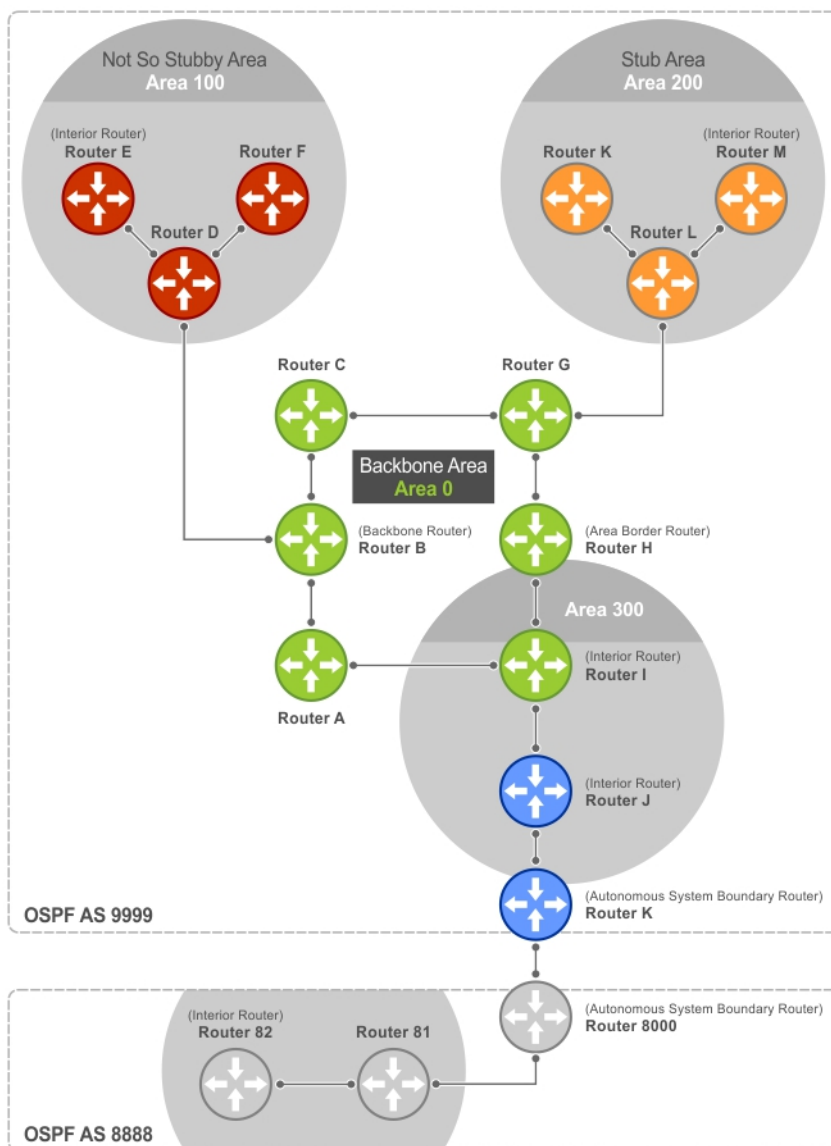 Not So Stubby Area
Area 100
(Interior Router)
Router E
Router F
Router D
Stub Area
Area 200
Router K
(Interior Router)
Router M
Router L
Router C
Router G
Backbone Area
Area 0
(Backbone Router)
Router B
(Area Border Router)
Router H
Area 300
Router A
(Interior Router)
Router I
(Interior Router)
Router J
(Autonomous System Boundary Router)
Router K
OSPF AS 9999
(Autonomous System Boundary Router)
Router 8000
(Interior Router)
Router 82
Router 81
OSPF AS 8888